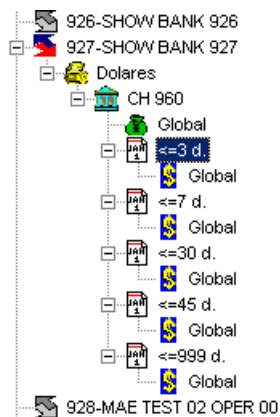 926-SHOW BANK 926
927-SHOW BANK 927
Dolares
CH 960
Global
<=3 d.
Global
<=7 d.
Global
<=30 d.
Global
<=45 d.
Global
<=999 d.
Global
928-MAE TEST 02 OPER 00